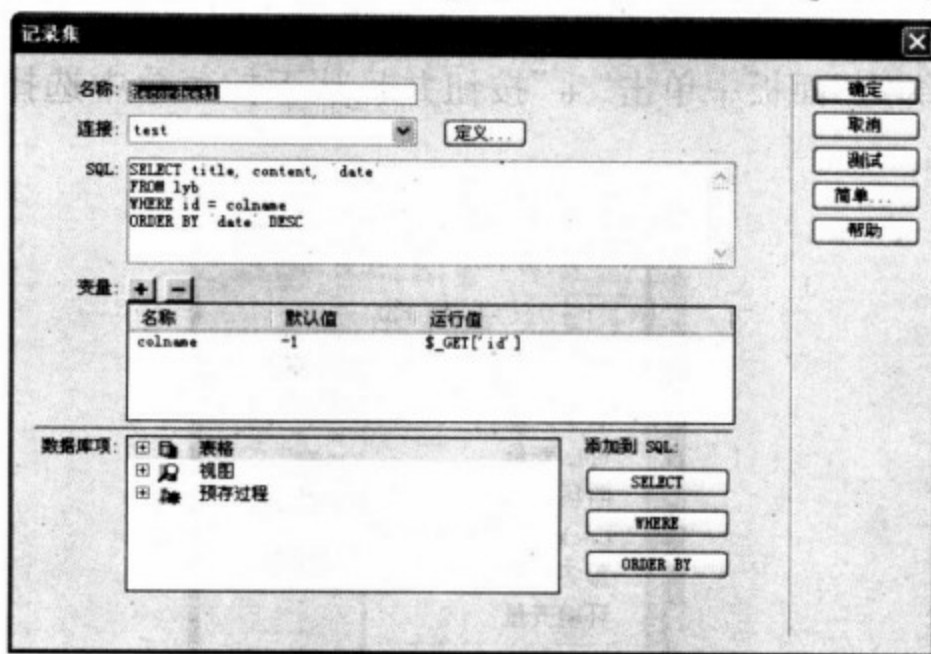 记录集
名称: Recordset1
连接: test
定义...
SQL: SELECT title, content, `date`
FROM lyb
WHERE id = colname
ORDER BY `date` DESC
变量: + −
名称 默认值 运行值
colname -1 $_GET['id']
数据库项:
表格
视图
预存过程
添加到 SQL:
SELECT
WHERE
ORDER BY
确定
取消
测试
简单...
帮助